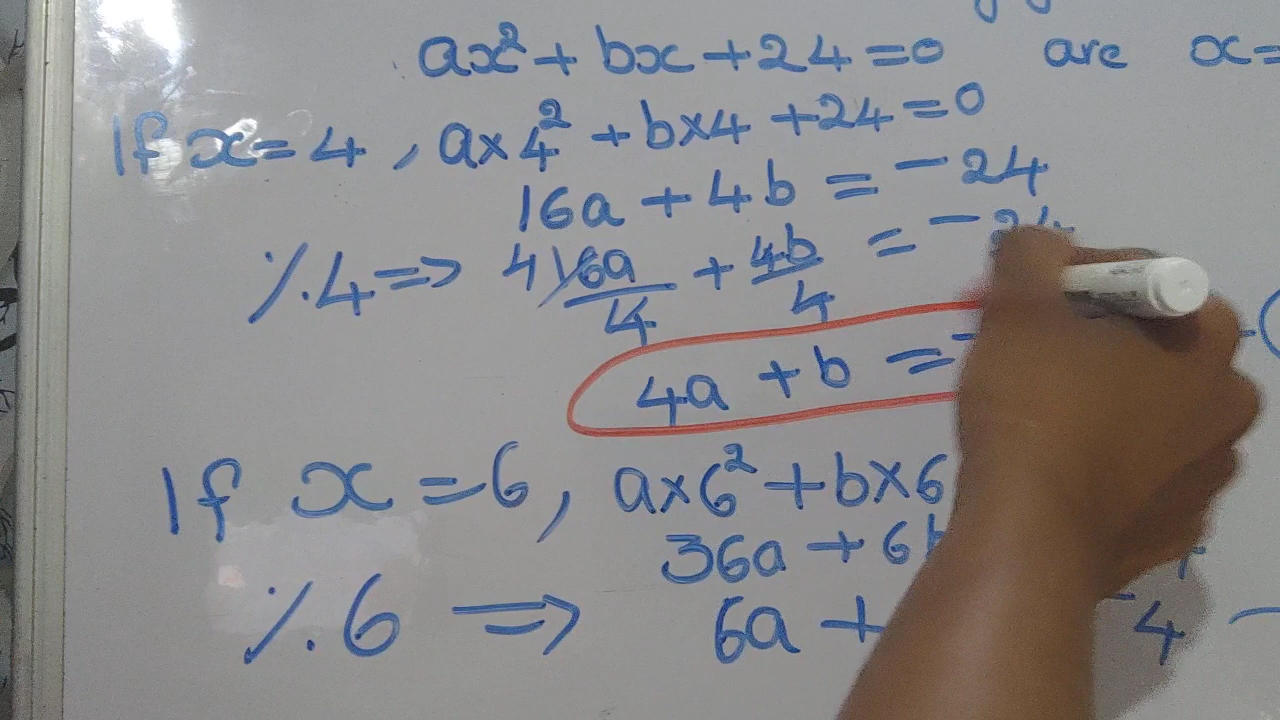 ax² + bx + 24 = 0 are x =
If x = 4 , a×4² + b×4 + 24 = 0
16a + 4b = -24
٪4 => 4 16a/4 + 4b/4 = -24
4a + b = -
If x = 6 , a×6² + b×6
36a + 6b
٪6 => 6a + -4 -